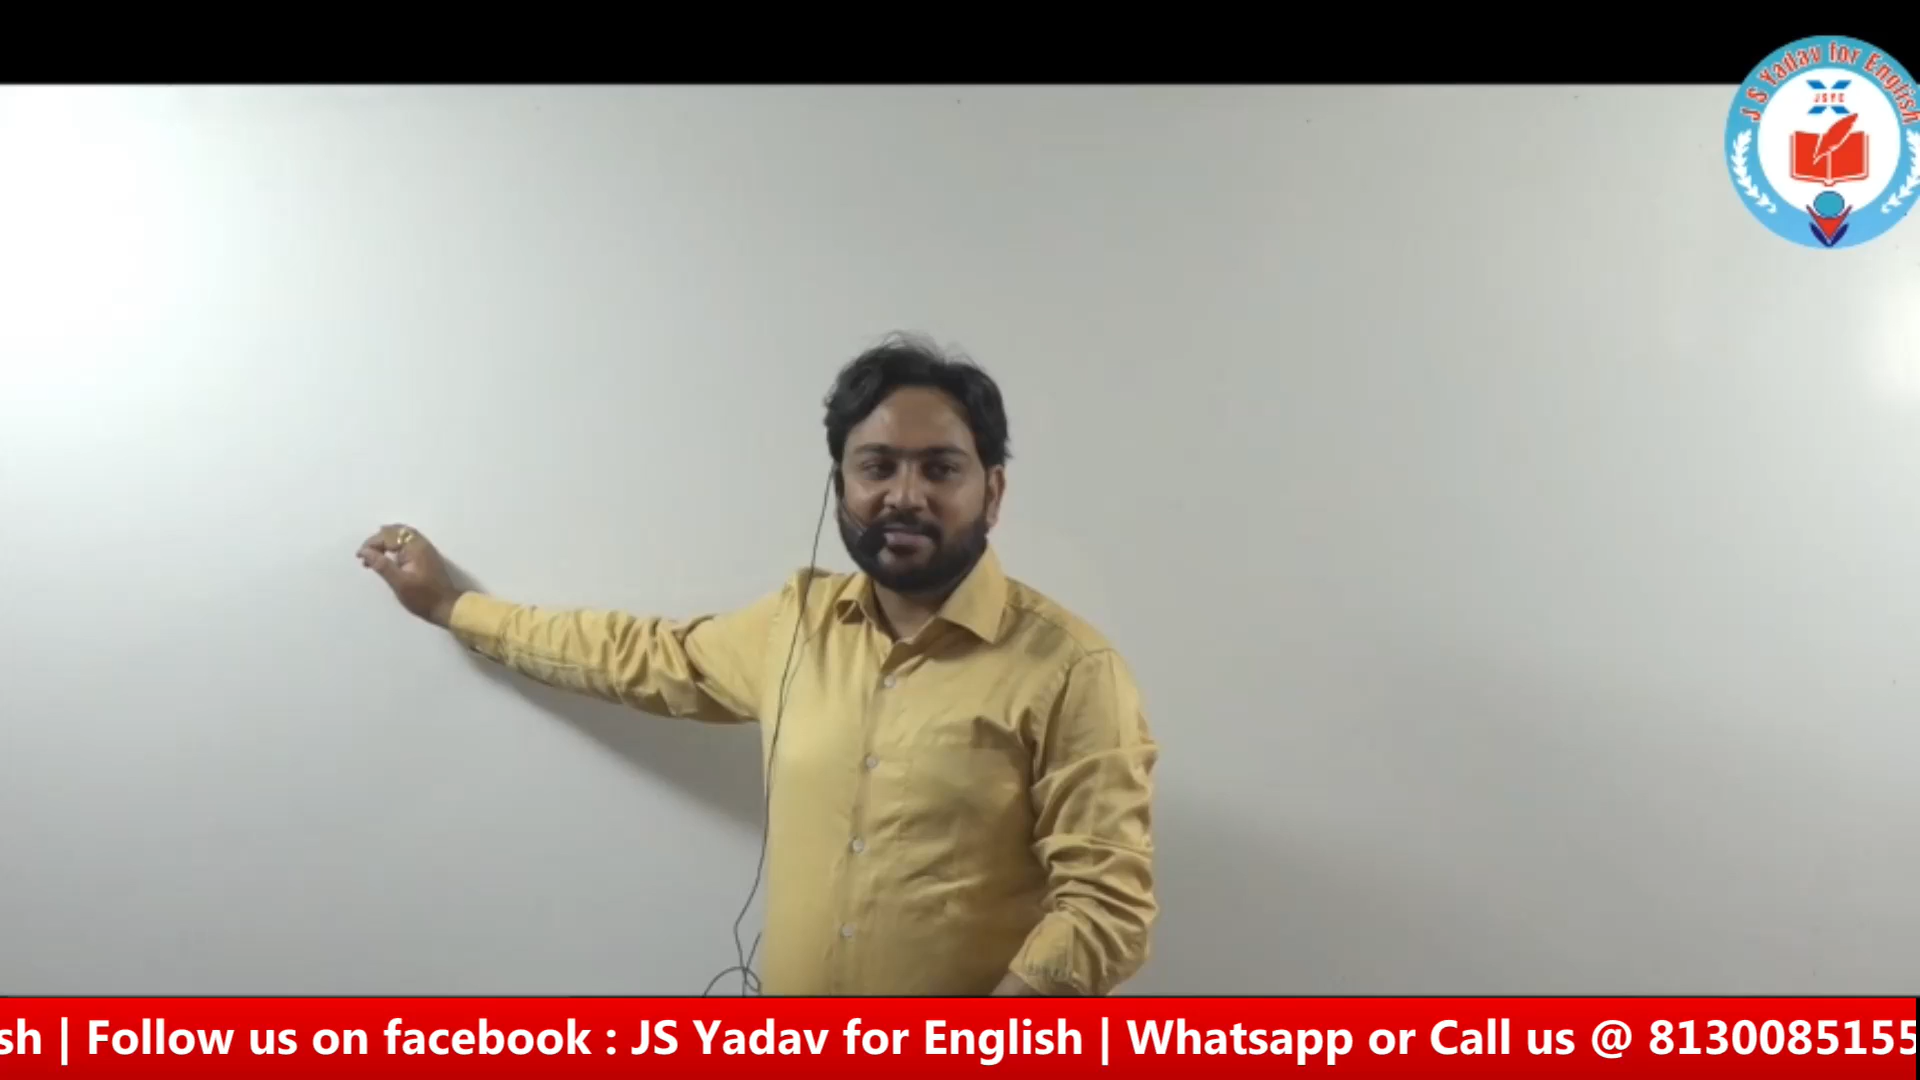 J S Yadav for English
JSYE
sh | Follow us on facebook : JS Yadav for English | Whatsapp or Call us @ 8130085155